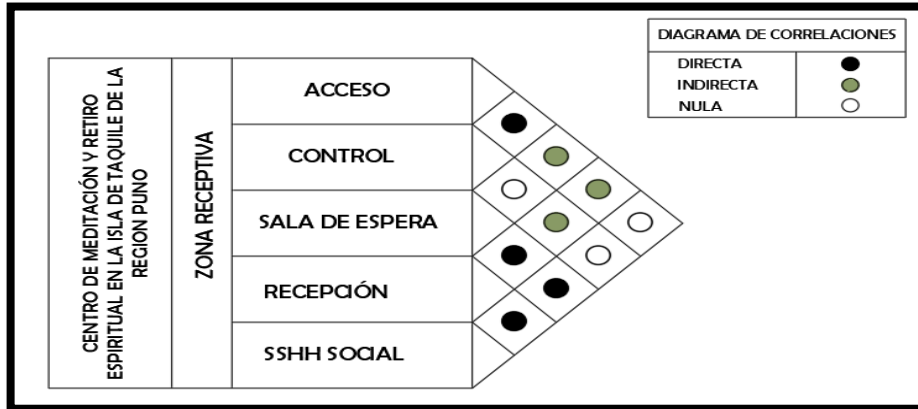 CENTRO DE MEDITACIÓN Y RETIRO
ESPIRITUAL EN LA ISLA DE TAQUILE DE LA
REGION PUNO
ZONA RECEPTIVA
ACCESO
CONTROL
SALA DE ESPERA
RECEPCIÓN
SSHH SOCIAL
DIAGRAMA DE CORRELACIONES
DIRECTA
INDIRECTA
NULA